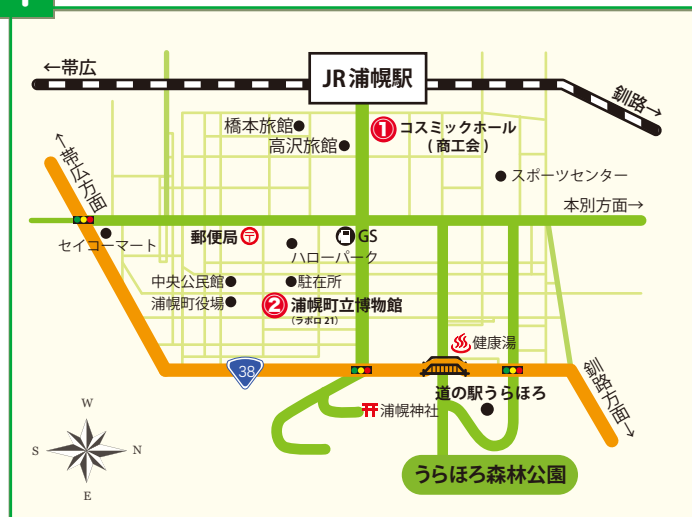 ←帯広
JR浦幌駅
釧路→
橋本旅館
高沢旅館
1 コスミックホール
(商工会)
スポーツセンター
←帯広方面
本別方面→
セイコーマート
郵便局
GS
ハローパーク
中央公民館
駐在所
浦幌町役場
2 浦幌町立博物館
(ラポロ21)
健康湯
38
道の駅うらほろ
釧路方面→
浦幌神社
うらほろ森林公園
W
S
N
E